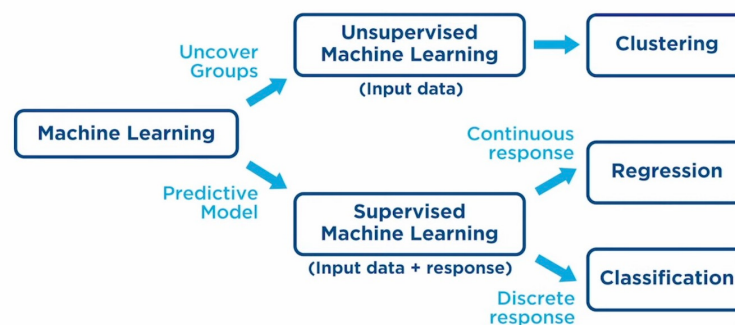 Machine Learning
Uncover
Groups
Unsupervised
Machine Learning
(Input data)
Clustering
Predictive
Model
Supervised
Machine Learning
(Input data + response)
Continuous
response
Regression
Discrete
response
Classification